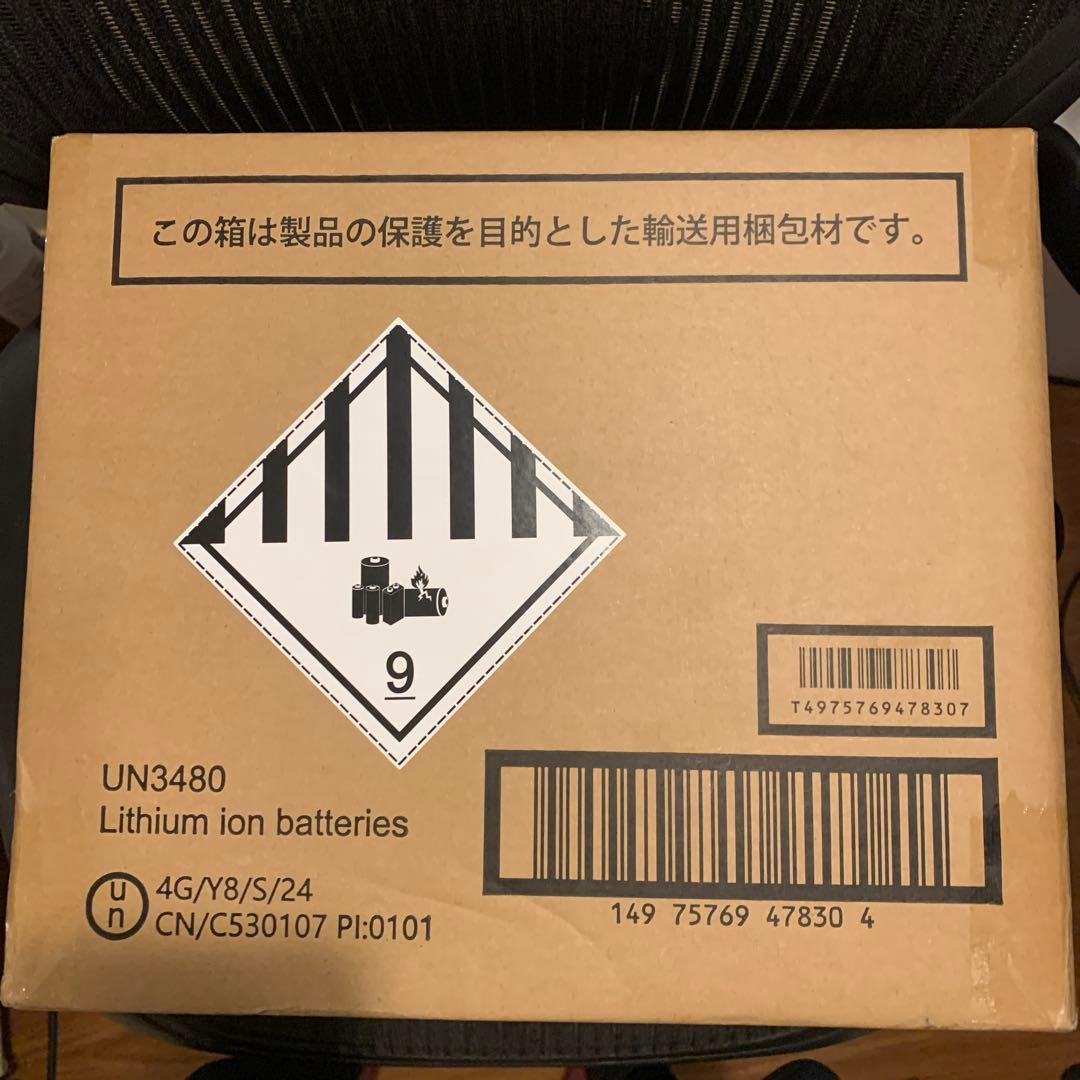 この箱は製品の保護を目的とした輸送用梱包材です。
9
T4975769478307
UN3480
Lithium ion batteries
un
4G/Y8/S/24
CN/C530107 PI:0101
149 75769 47830 4